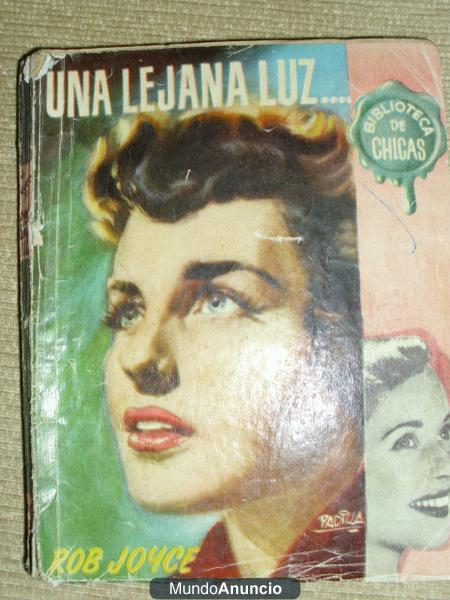 UNA LEJANA LUZ....
BIBLIOTECA
DE
CHICAS
PADILLA
ROB JOYCE
MundoAnuncio